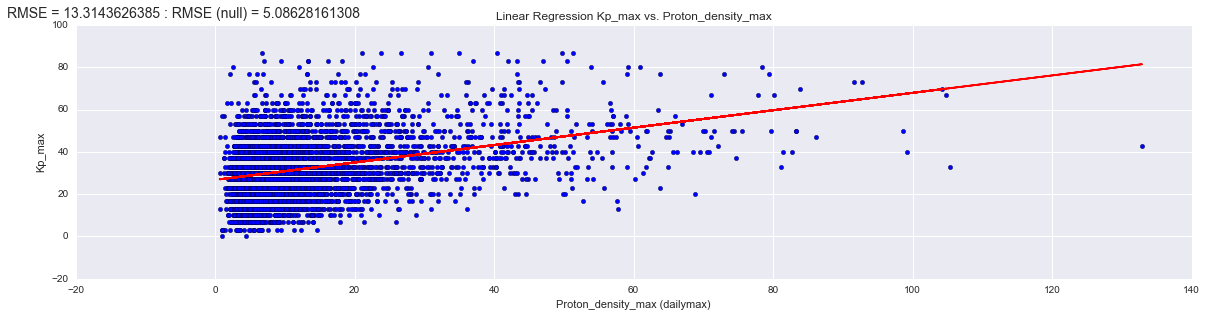 RMSE = 13.3143626385 : RMSE (null) = 5.08628161308
Linear Regression Kp_max vs. Proton_density_max
100
80
60
40
20
0
−20
Kp_max
−20 0 20 40 60 80 100 120 140
Proton_density_max (dailymax)